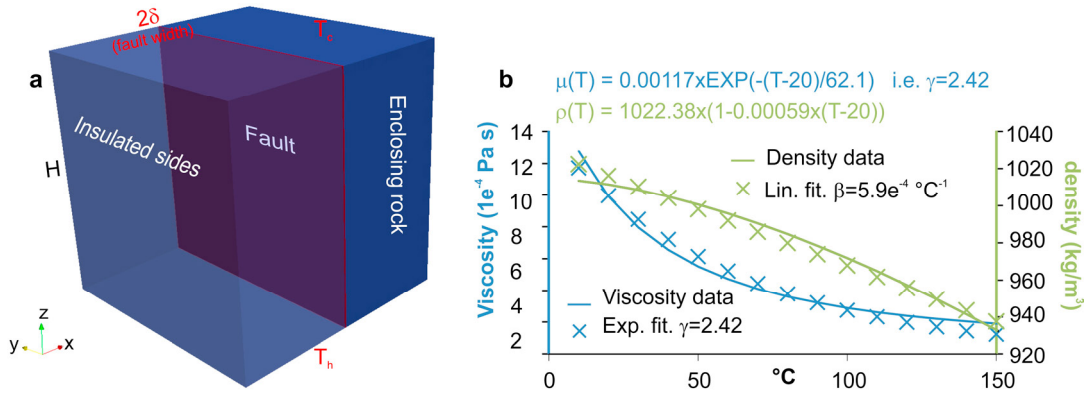 a
2δ
(fault width)
T_c
Insulated sides
Fault
Enclosing rock
H
z
y
x
T_h
b
μ(T) = 0.00117xEXP(-(T-20)/62.1) i.e. γ=2.42
ρ(T) = 1022.38x(1-0.00059x(T-20))
Viscosity (1e⁻⁴ Pa s)
14
12
10
8
6
4
2
Density data
Lin. fit. β=5.9e⁻⁴ °C⁻¹
Viscosity data
Exp. fit. γ=2.42
1040
1020
1000
980
960
940
920
density (kg/m³)
0
50
°C
100
150